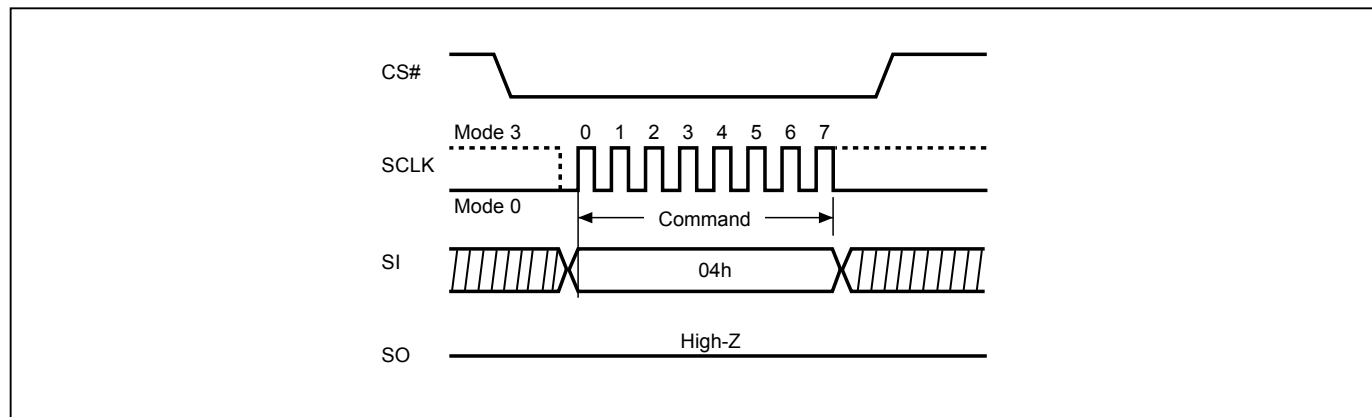 CS#
Mode 3 0 1 2 3 4 5 6 7
SCLK
Mode 0
Command
SI
04h
High-Z
SO